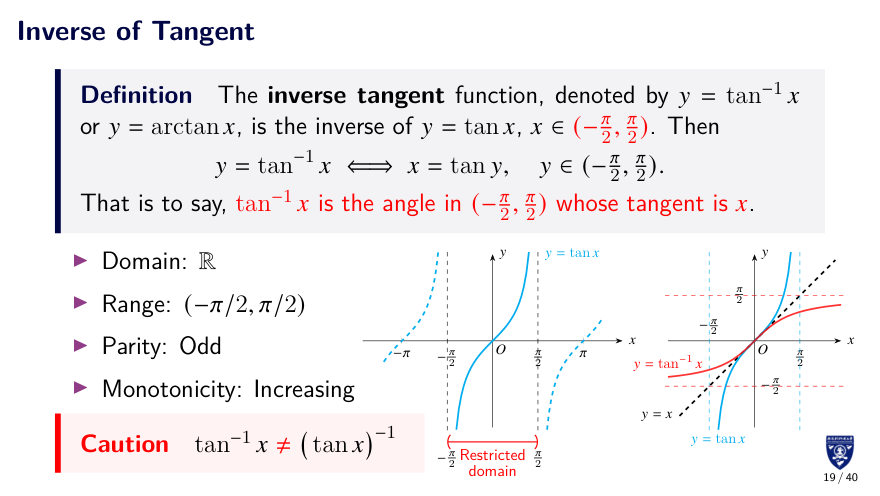 Inverse of Tangent
Definition The inverse tangent function, denoted by y = tan⁻¹ x
or y = arctan x, is the inverse of y = tan x, x ∈ (−π/2, π/2). Then
y = tan⁻¹ x ⟺ x = tan y, y ∈ (−π/2, π/2).
That is to say, tan⁻¹ x is the angle in (−π/2, π/2) whose tangent is x.
▶ Domain: ℝ
▶ Range: (−π/2, π/2)
▶ Parity: Odd
▶ Monotonicity: Increasing
Caution tan⁻¹ x ≠ (tan x)⁻¹
y
y = tan x
x
−π
−π/2
O
π/2
π
−π/2
Restricted
domain
π/2
y
π/2
−π/2
x
O
π/2
y = tan⁻¹ x
−π/2
y = x
y = tan x
19 / 40